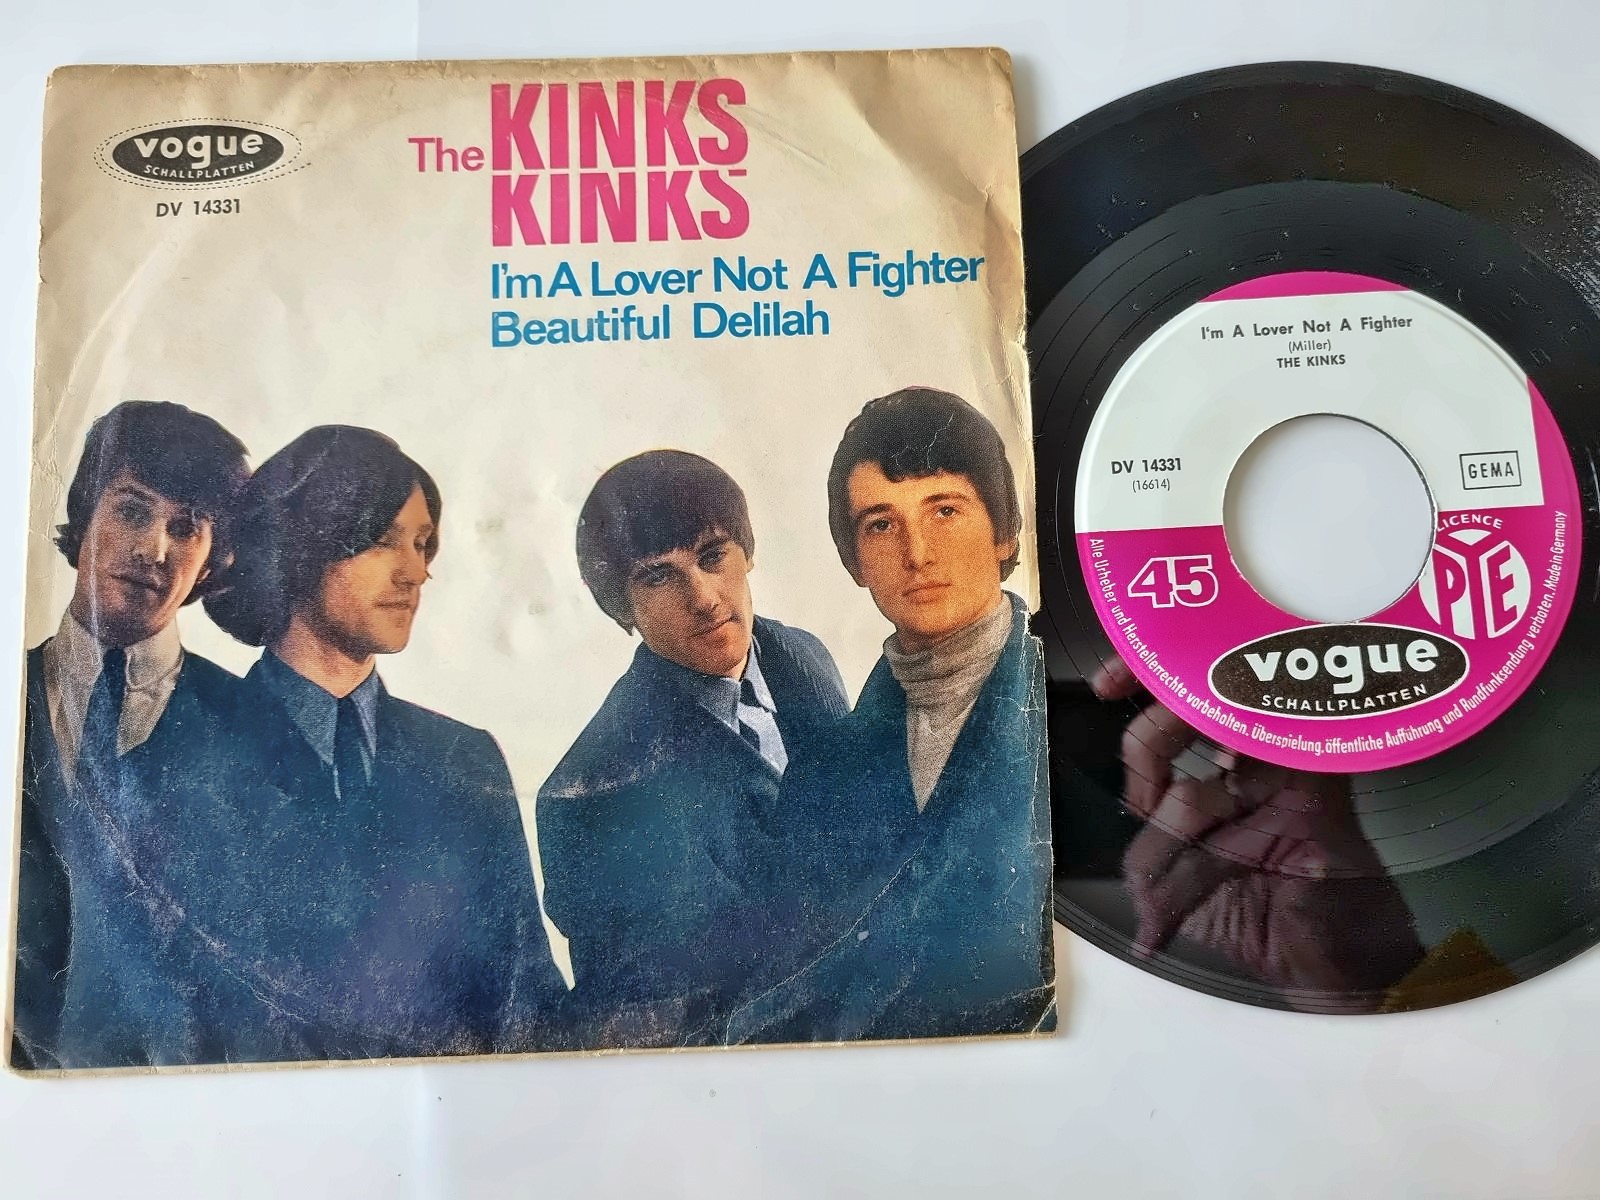 vogue
SCHALLPLATTEN
DV 14331
The KINKS
KINKS
I'm A Lover Not A Fighter
Beautiful Delilah
I'm A Lover Not A Fighter
(Miller)
THE KINKS
DV 14331
(16614)
GEMA
45
LICENCE
PYE
vogue
SCHALLPLATTEN
Alle Urheber und Herstellerrechte vorbehalten. Überspielung, öffentliche Aufführung und Rundfunksendung verboten. Made in Germany